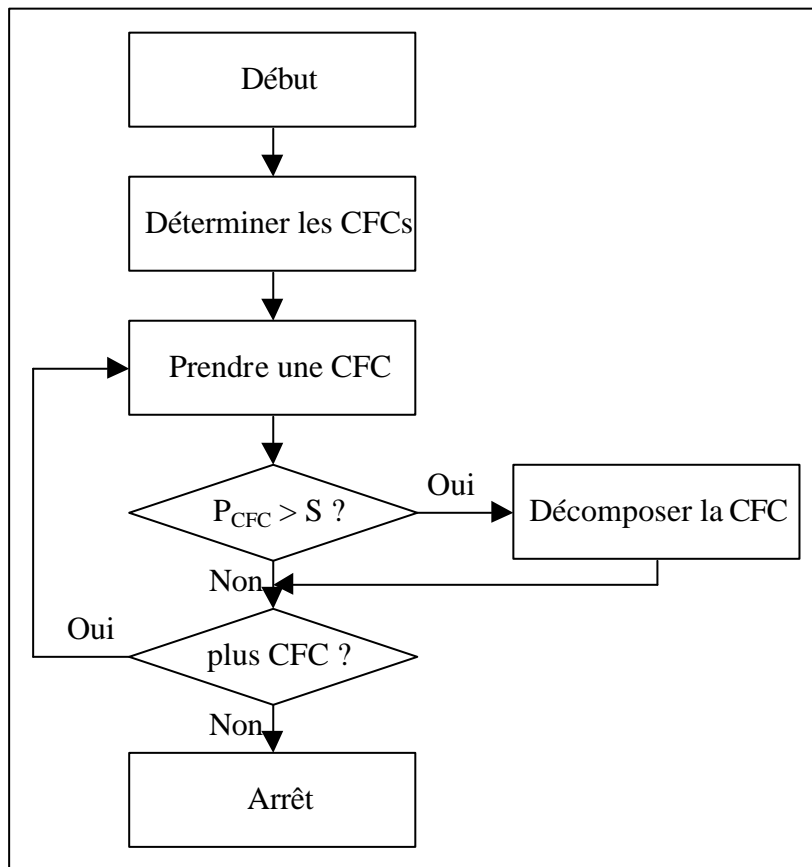 Début
Déterminer les CFCs
Prendre une CFC
Oui
P_CFC > S ?
Décomposer la CFC
Non
Oui
plus CFC ?
Non
Arrêt